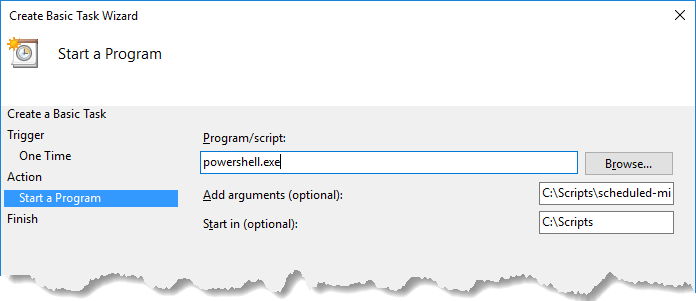 Create Basic Task Wizard
Start a Program
Create a Basic Task
Trigger
One Time
Action
Start a Program
Finish
Program/script:
powershell.exe
Browse...
Add arguments (optional):
C:\Scripts\scheduled-mi
Start in (optional):
C:\Scripts